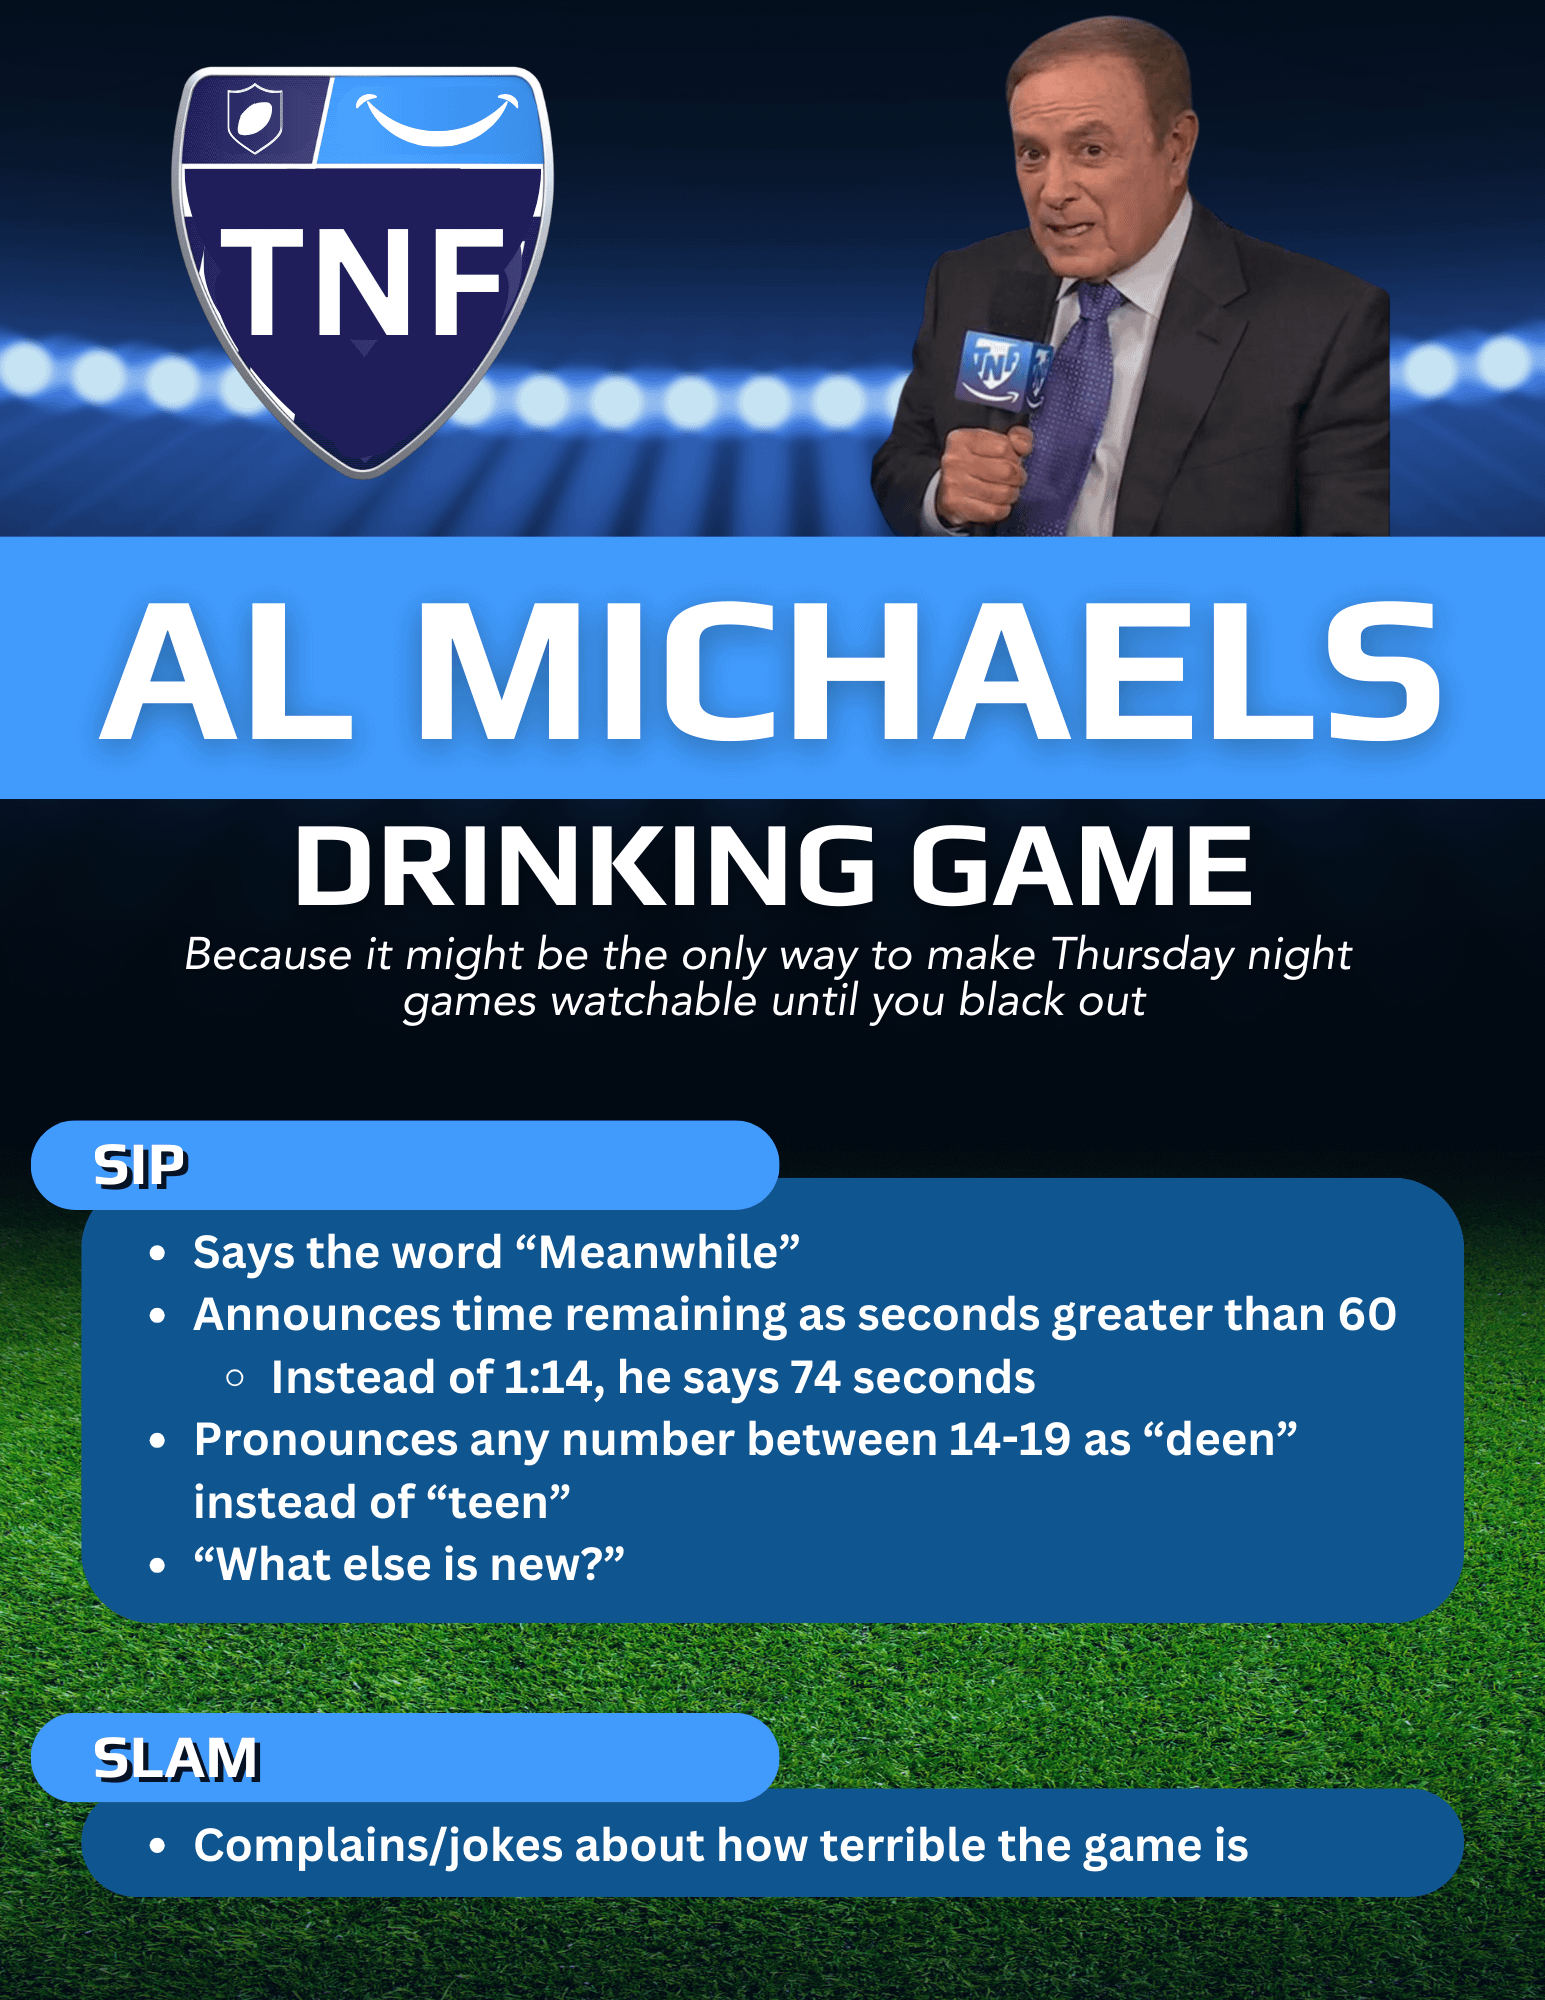 TNF
TNF
AL MICHAELS
DRINKING GAME
Because it might be the only way to make Thursday night
games watchable until you black out
SIP
• Says the word “Meanwhile”
• Announces time remaining as seconds greater than 60
◦ Instead of 1:14, he says 74 seconds
• Pronounces any number between 14-19 as “deen”
instead of “teen”
• “What else is new?”
SLAM
• Complains/jokes about how terrible the game is